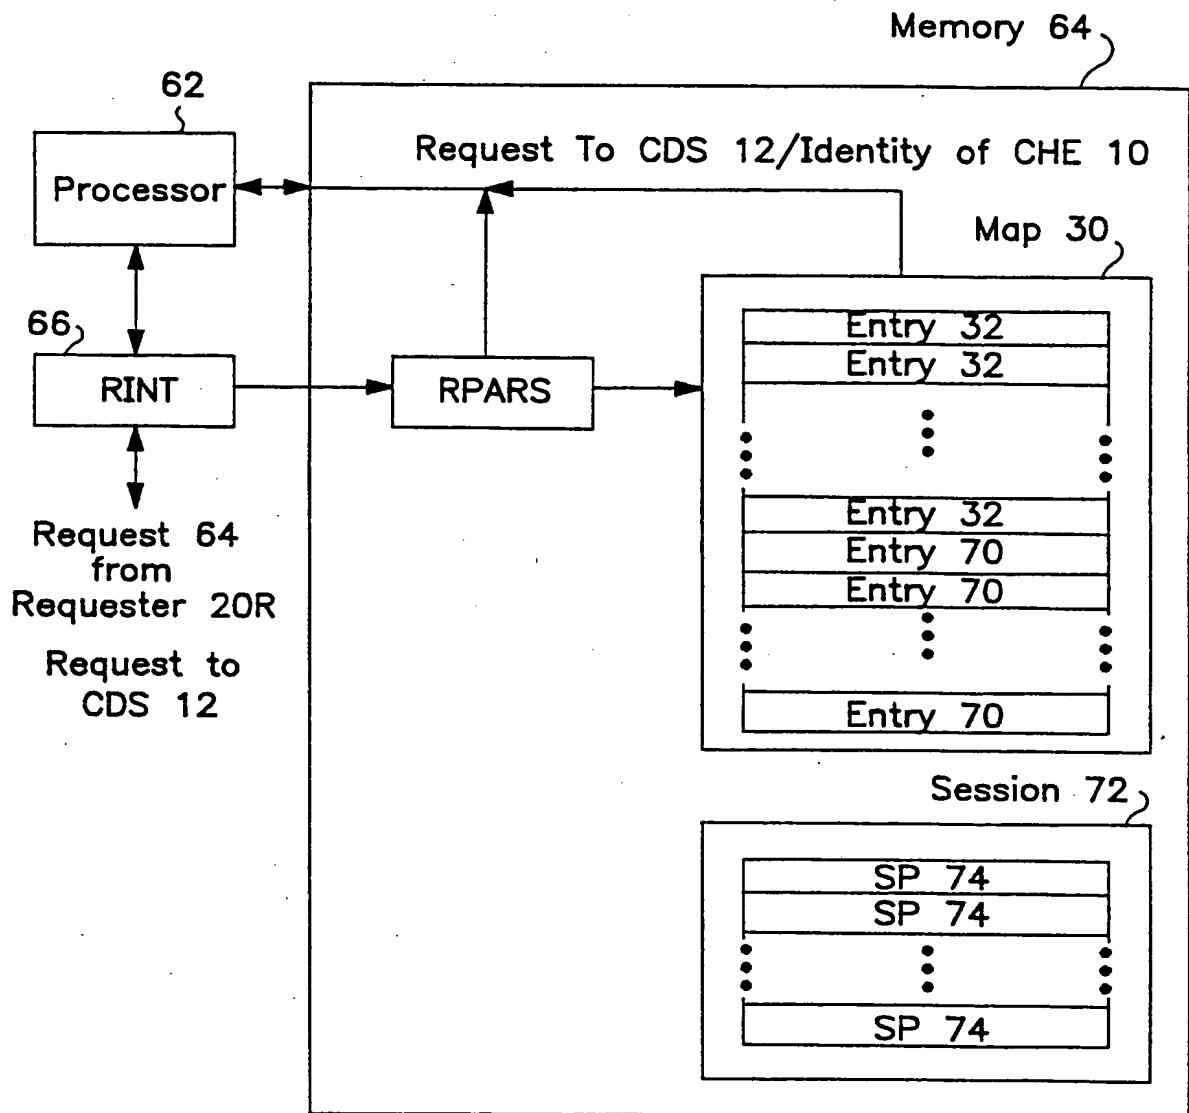 Memory 64
62
Processor
Request To CDS 12/Identity of CHE 10
Map 30
66
RINT
RPARS
Entry 32
Entry 32
Entry 32
Entry 70
Entry 70
Entry 70
Request 64
from
Requester 20R
Request to
CDS 12
Session 72
SP 74
SP 74
SP 74